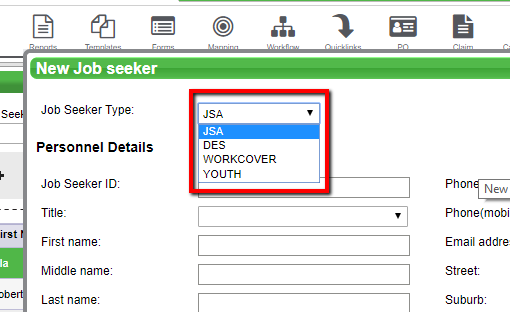 Reports Templates Forms Mapping Workflow Quicklinks PO Claim
New Job seeker
Seek
Job Seeker Type: JSA
JSA
DES
WORKCOVER
YOUTH
Personnel Details
Job Seeker ID: Phone
New
Title: Phone(mobi
irst N
First name: Email addre
la
Middle name: Street:
obert
Last name: Suburb: